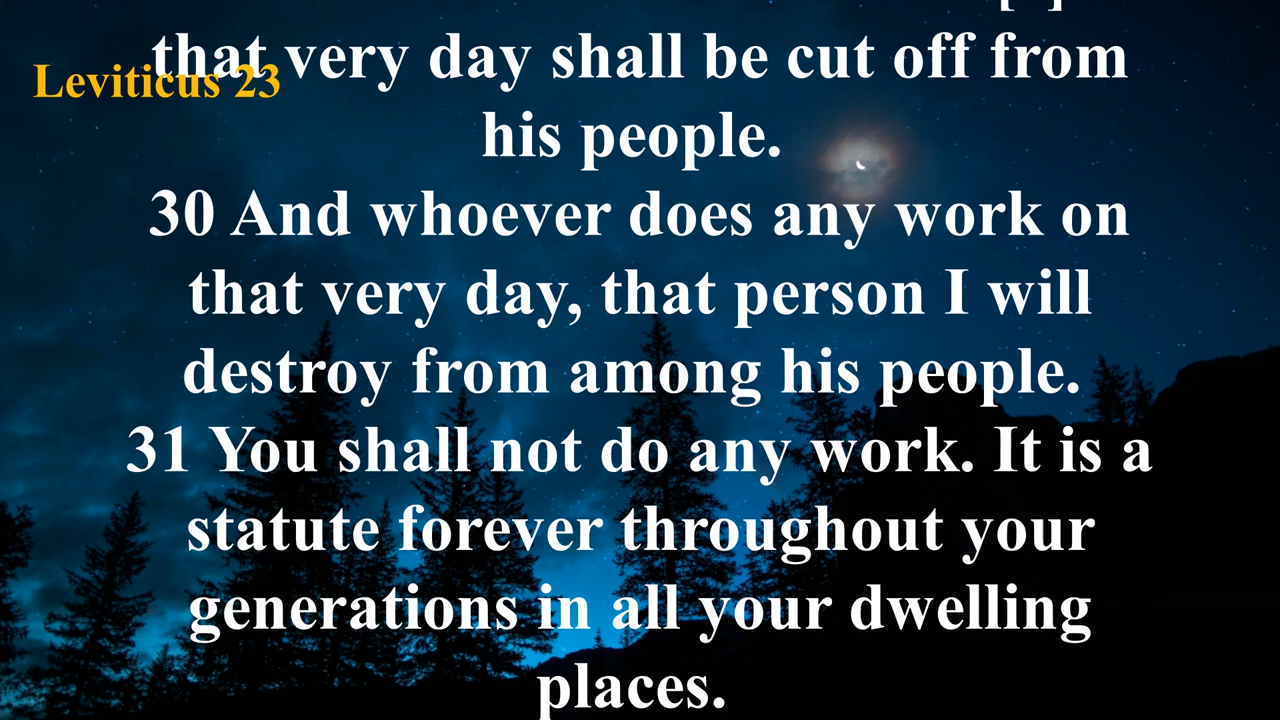 that very day shall be cut off from
Leviticus 23
his people.
30 And whoever does any work on
that very day, that person I will
destroy from among his people.
31 You shall not do any work. It is a
statute forever throughout your
generations in all your dwelling
places.